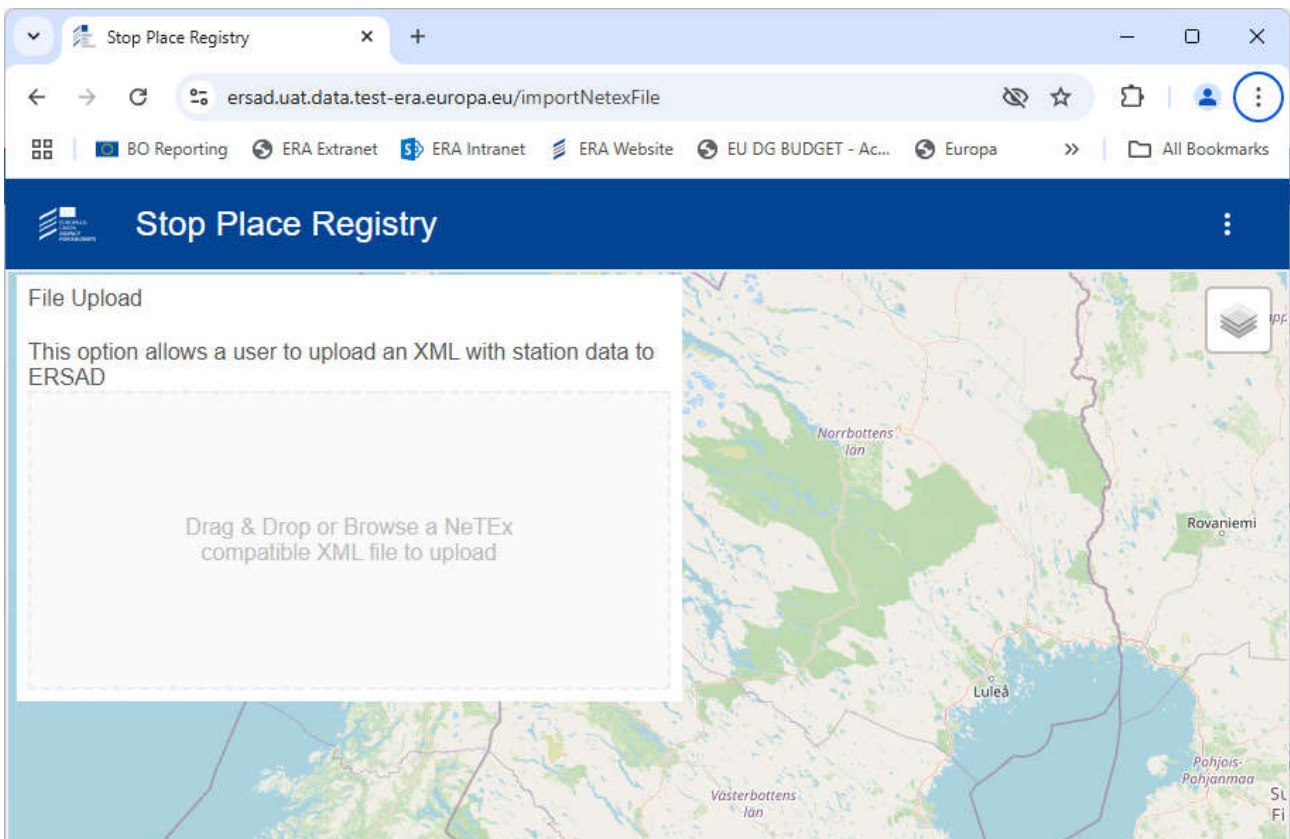 Stop Place Registry
ersad.uat.data.test-era.europa.eu/importNetexFile
BO Reporting ERA Extranet ERA Intranet ERA Website EU DG BUDGET - Ac... Europa » All Bookmarks
Stop Place Registry
File Upload
This option allows a user to upload an XML with station data to
ERSAD
Drag & Drop or Browse a NeTEx
compatible XML file to upload
Norrbottens
län
Rovaniemi
Luleå
Pohjois-
Pohjanmaa
Västerbottens
län